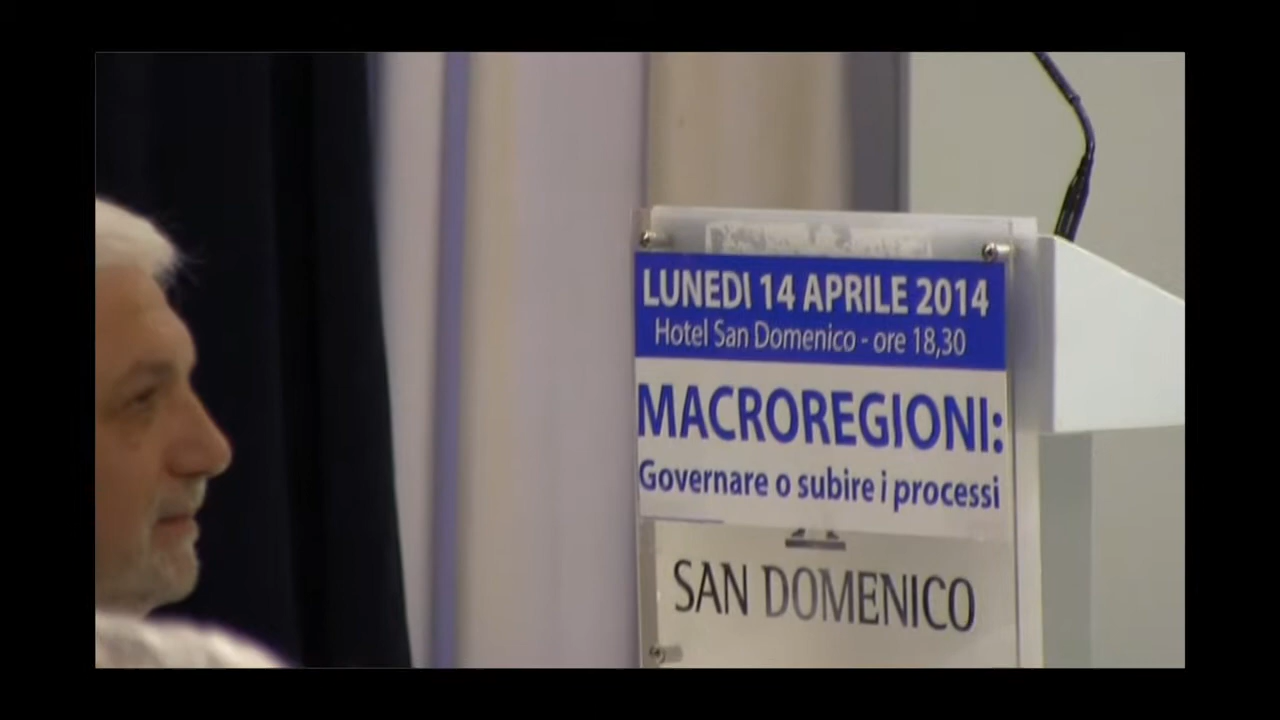 LUNEDI 14 APRILE 2014
Hotel San Domenico - ore 18,30
MACROREGIONI:
Governare o subire i processi
SAN DOMENICO